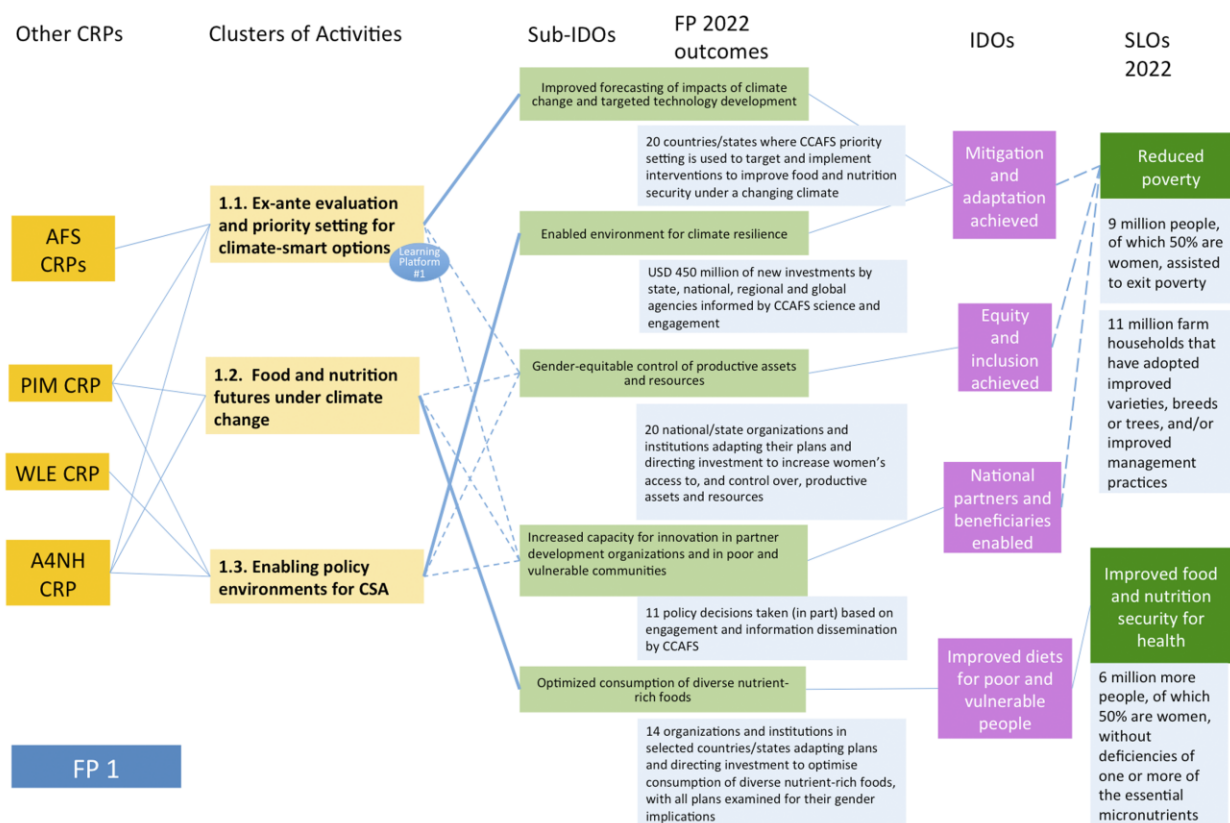 Other CRPs
Clusters of Activities
Sub-IDOs
FP 2022
outcomes
IDOs
SLOs
2022
AFS
CRPs
PIM CRP
WLE CRP
A4NH
CRP
FP 1
1.1. Ex-ante evaluation
and priority setting for
climate-smart options
Learning
Platform
#1
1.2. Food and nutrition
futures under climate
change
1.3. Enabling policy
environments for CSA
Improved forecasting of impacts of climate
change and targeted technology development
20 countries/states where CCAFS priority
setting is used to target and implement
interventions to improve food and nutrition
security under a changing climate
Enabled environment for climate resilience
USD 450 million of new investments by
state, national, regional and global
agencies informed by CCAFS science and
engagement
Gender-equitable control of productive assets
and resources
20 national/state organizations and
institutions adapting their plans and
directing investment to increase women's
access to, and control over, productive
assets and resources
Increased capacity for innovation in partner
development organizations and in poor and
vulnerable communities
11 policy decisions taken (in part) based on
engagement and information dissemination
by CCAFS
Optimized consumption of diverse nutrient-
rich foods
14 organizations and institutions in
selected countries/states adapting plans
and directing investment to optimise
consumption of diverse nutrient-rich foods,
with all plans examined for their gender
implications
Mitigation
and
adaptation
achieved
Equity
and
inclusion
achieved
National
partners and
beneficiaries
enabled
Improved diets
for poor and
vulnerable
people
Reduced
poverty
9 million people,
of which 50% are
women, assisted
to exit poverty
11 million farm
households that
have adopted
improved
varieties, breeds
or trees, and/or
improved
management
practices
Improved food
and nutrition
security for
health
6 million more
people, of which
50% are women,
without
deficiencies of
one or more of
the essential
micronutrients